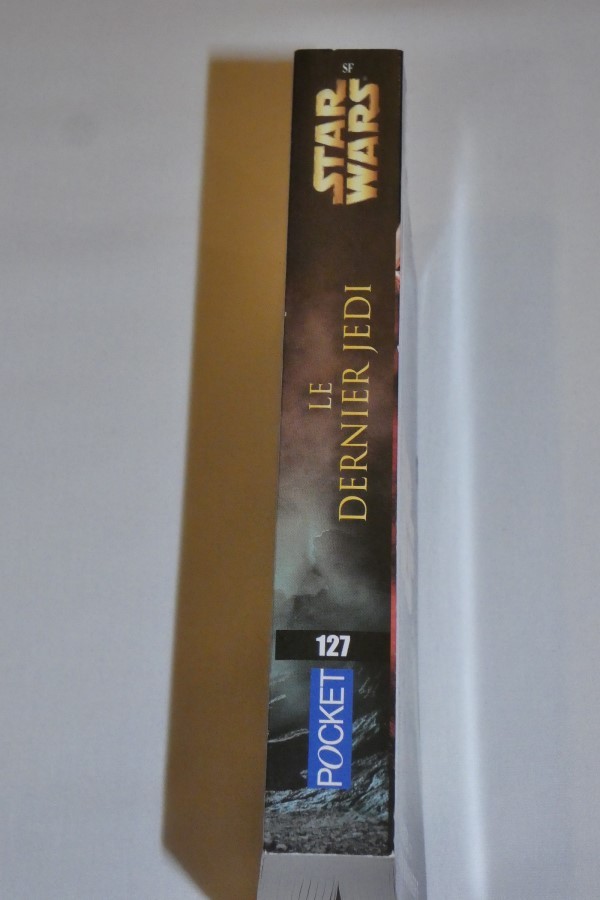 SF
STAR
WARS
LE
DERNIER JEDI
127
POCKET